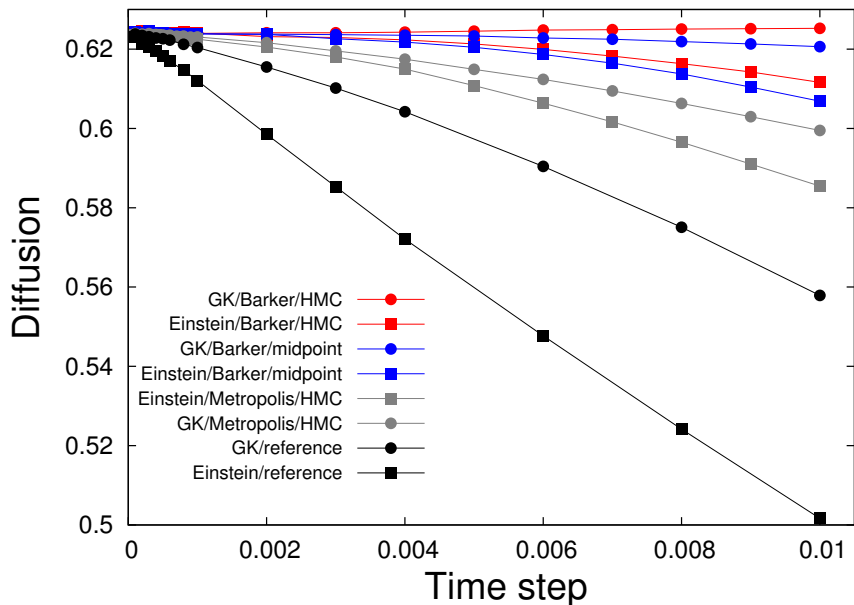 0.62
0.6
0.58
0.56
0.54
0.52
0.5
Diffusion
GK/Barker/HMC
Einstein/Barker/HMC
GK/Barker/midpoint
Einstein/Barker/midpoint
Einstein/Metropolis/HMC
GK/Metropolis/HMC
GK/reference
Einstein/reference
0 0.002 0.004 0.006 0.008 0.01
Time step